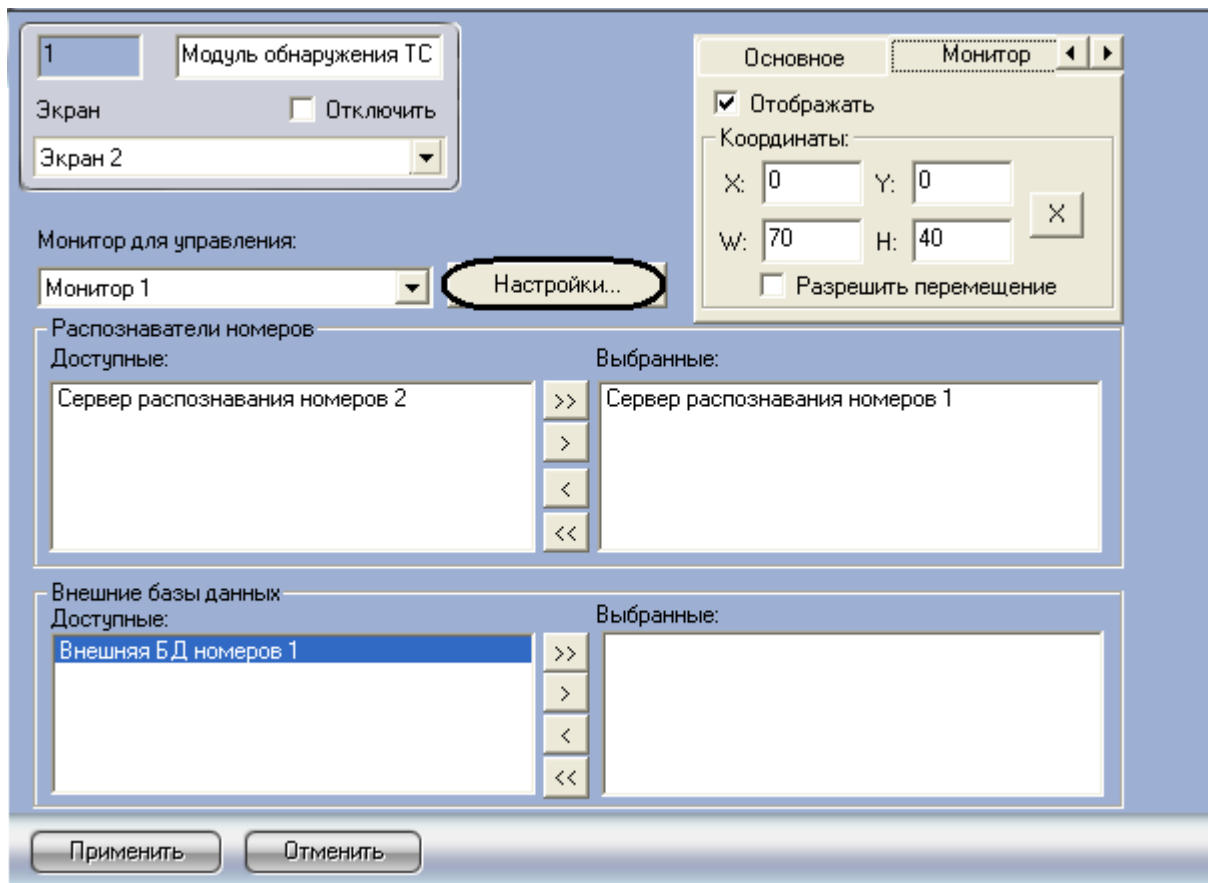 1
Модуль обнаружения ТС
Экран
Отключить
Экран 2
Основное
Монитор
Отображать
Координаты:
X: 0 Y: 0
X
W: 70 H: 40
Разрешить перемещение
Монитор для управления:
Монитор 1
Настройки...
Распознаватели номеров
Доступные:
Выбранные:
Сервер распознавания номеров 2
>>
Сервер распознавания номеров 1
>
<
<<
Внешние базы данных
Доступные:
Выбранные:
Внешняя БД номеров 1
>>
>
<
<<
Применить
Отменить